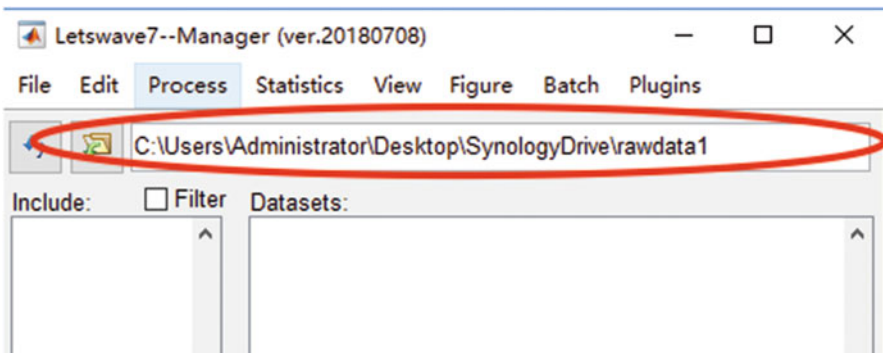 Letswave7--Manager (ver.20180708)
File Edit Process Statistics View Figure Batch Plugins
C:\Users\Administrator\Desktop\SynologyDrive\rawdata1
Include: Filter Datasets: